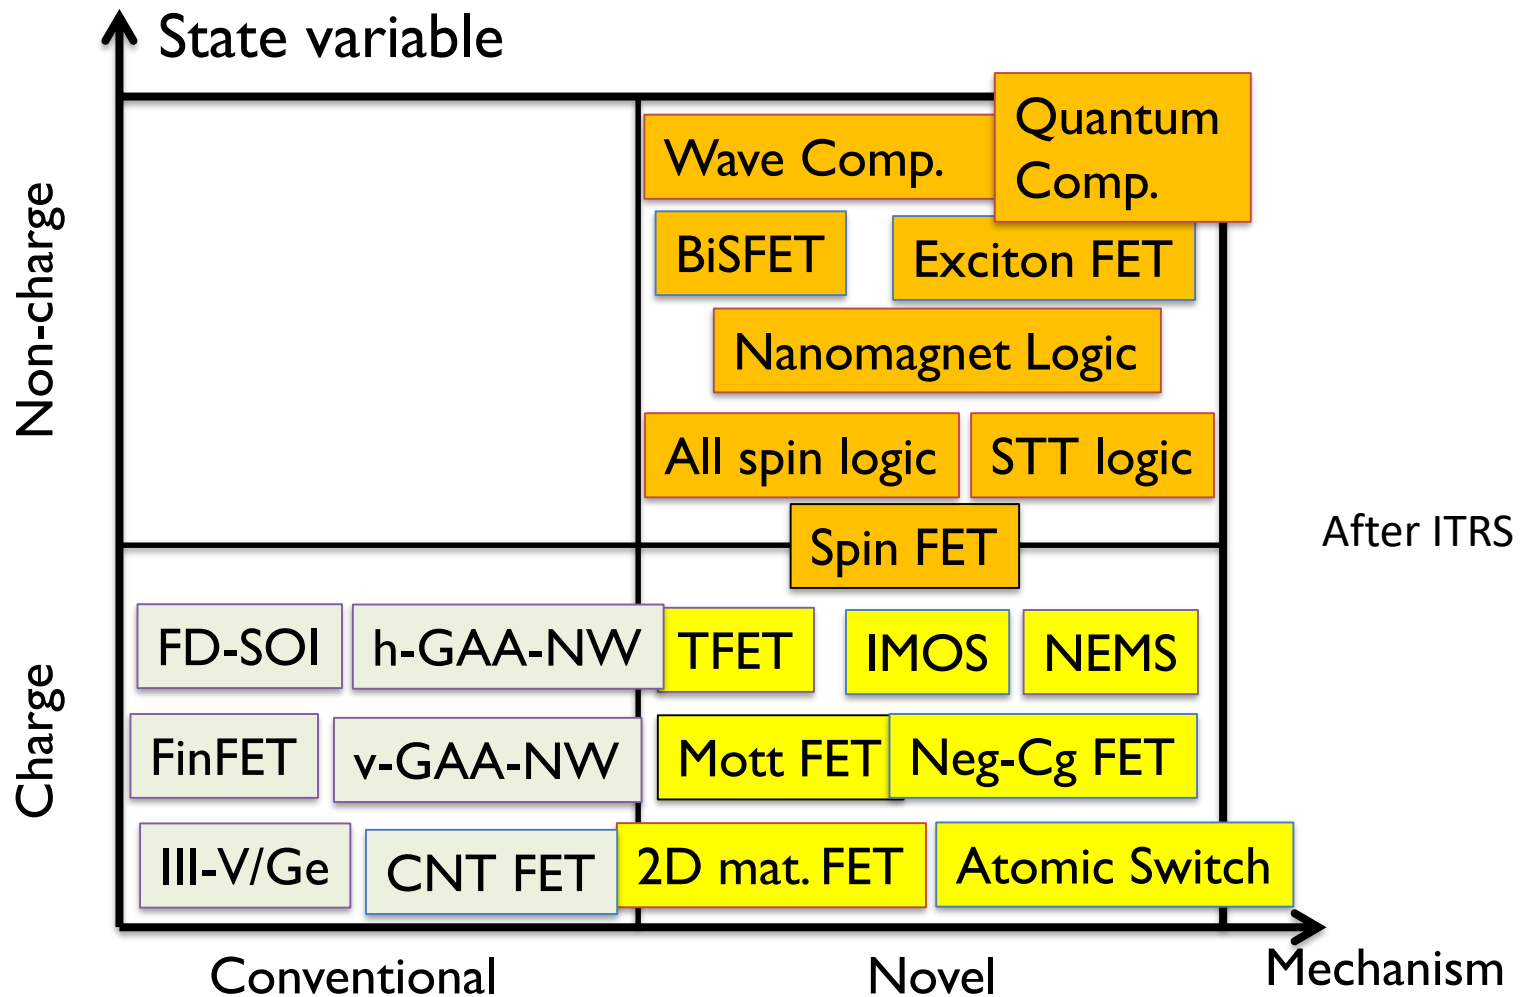 State variable
Quantum
Comp.
Wave Comp.
BiSFET
Exciton FET
Nanomagnet Logic
All spin logic
STT logic
Spin FET
Non-charge
After ITRS
FD-SOI
h-GAA-NW
TFET
IMOS
NEMS
FinFET
v-GAA-NW
Mott FET
Neg-Cg FET
III-V/Ge
CNT FET
2D mat. FET
Atomic Switch
Charge
Conventional
Novel
Mechanism